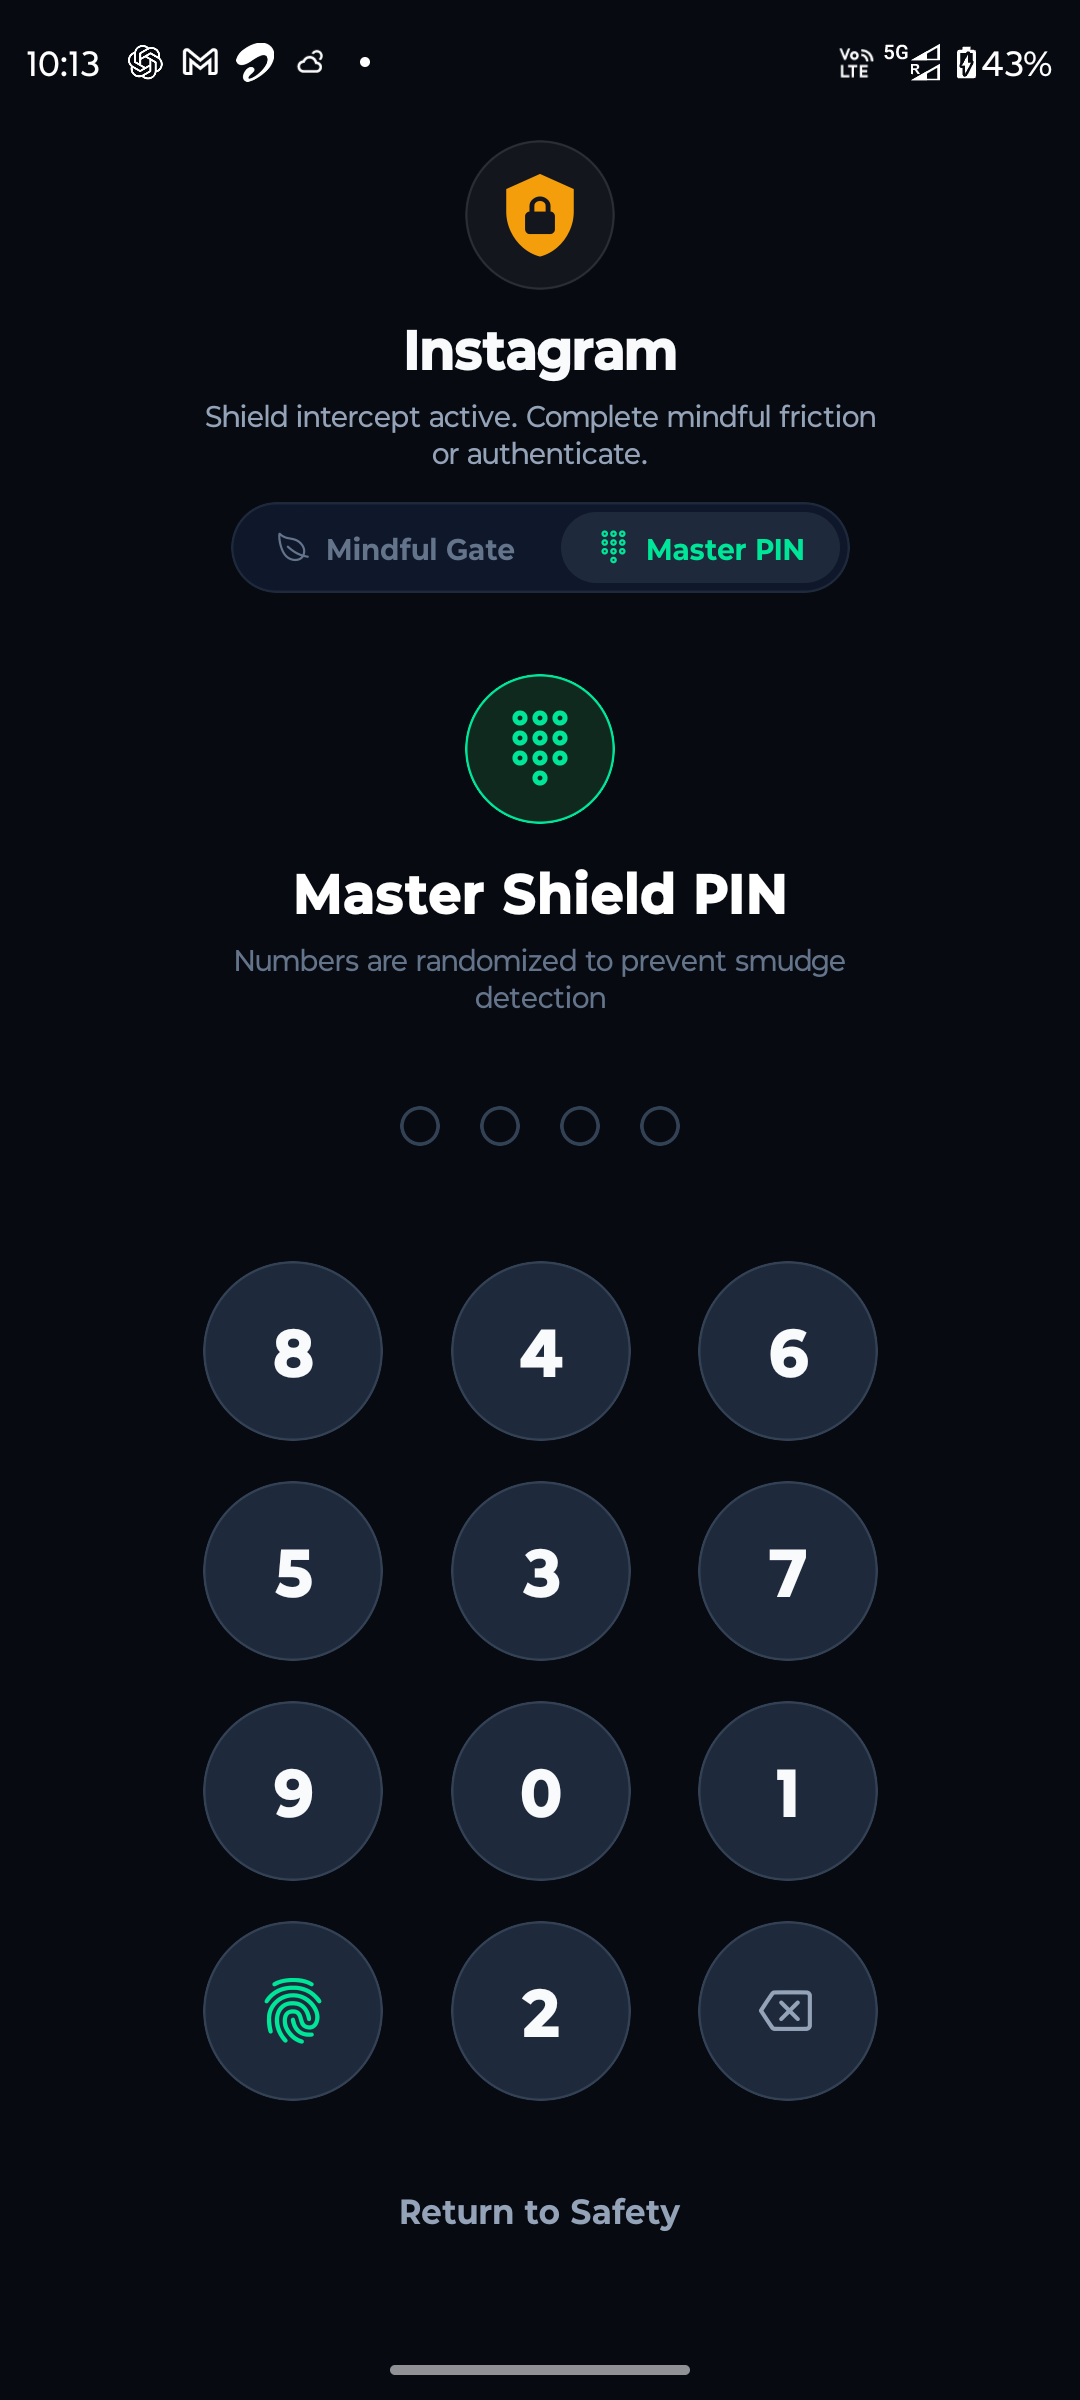 10:13
Vo LTE 5G R 43%
Instagram
Shield intercept active. Complete mindful friction
or authenticate.
Mindful Gate
Master PIN
Master Shield PIN
Numbers are randomized to prevent smudge
detection
8 4 6
5 3 7
9 0 1
2
Return to Safety